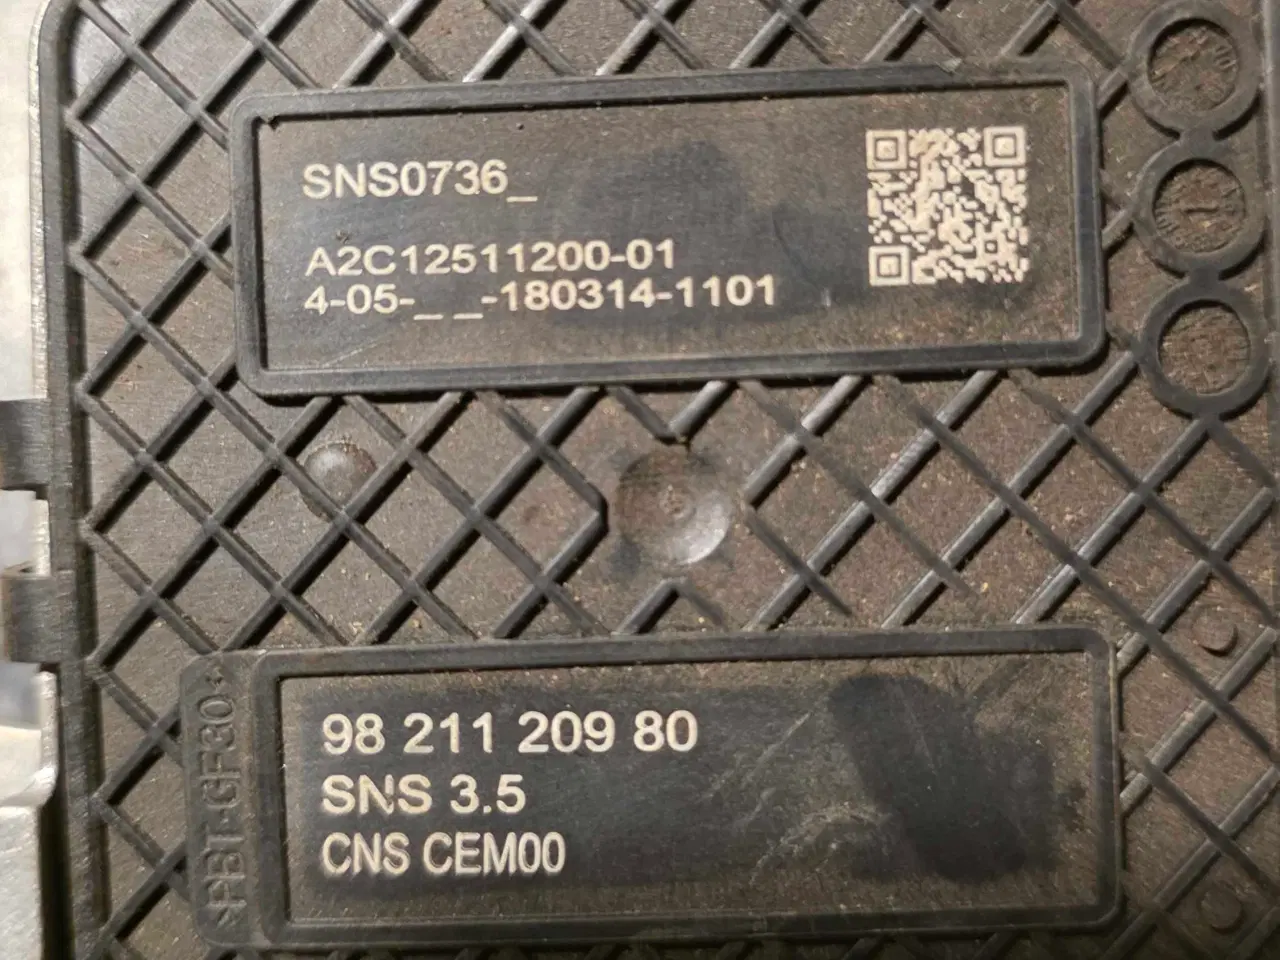 SNS0736_
A2C12511200-01
4-05-_ _-180314-1101
98 211 209 80
SNS 3.5
CNS CEM00
>PBT-GF30<